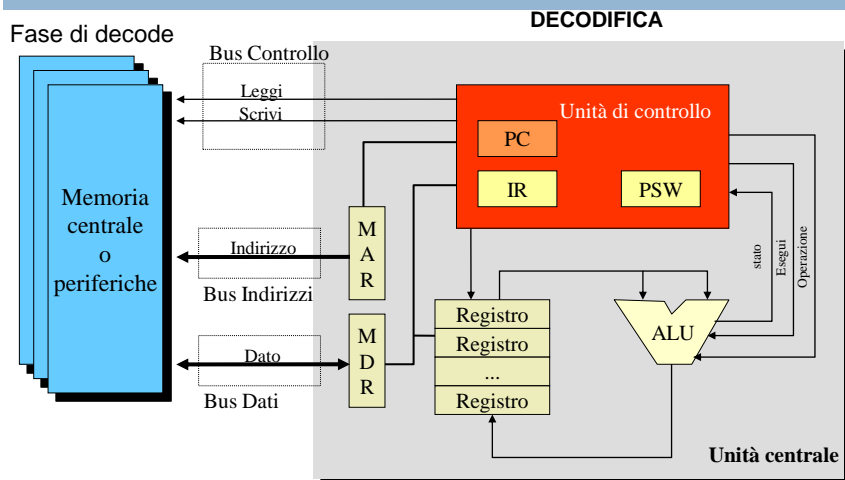 DECODIFICA
Fase di decode
Bus Controllo
Leggi
Scrivi
Unità di controllo
PC
IR
PSW
Memoria
centrale
o
periferiche
M
A
R
Indirizzo
Bus Indirizzi
stato
Esegui
Operazione
Registro
Registro
...
Registro
ALU
M
D
R
Dato
Bus Dati
Unità centrale